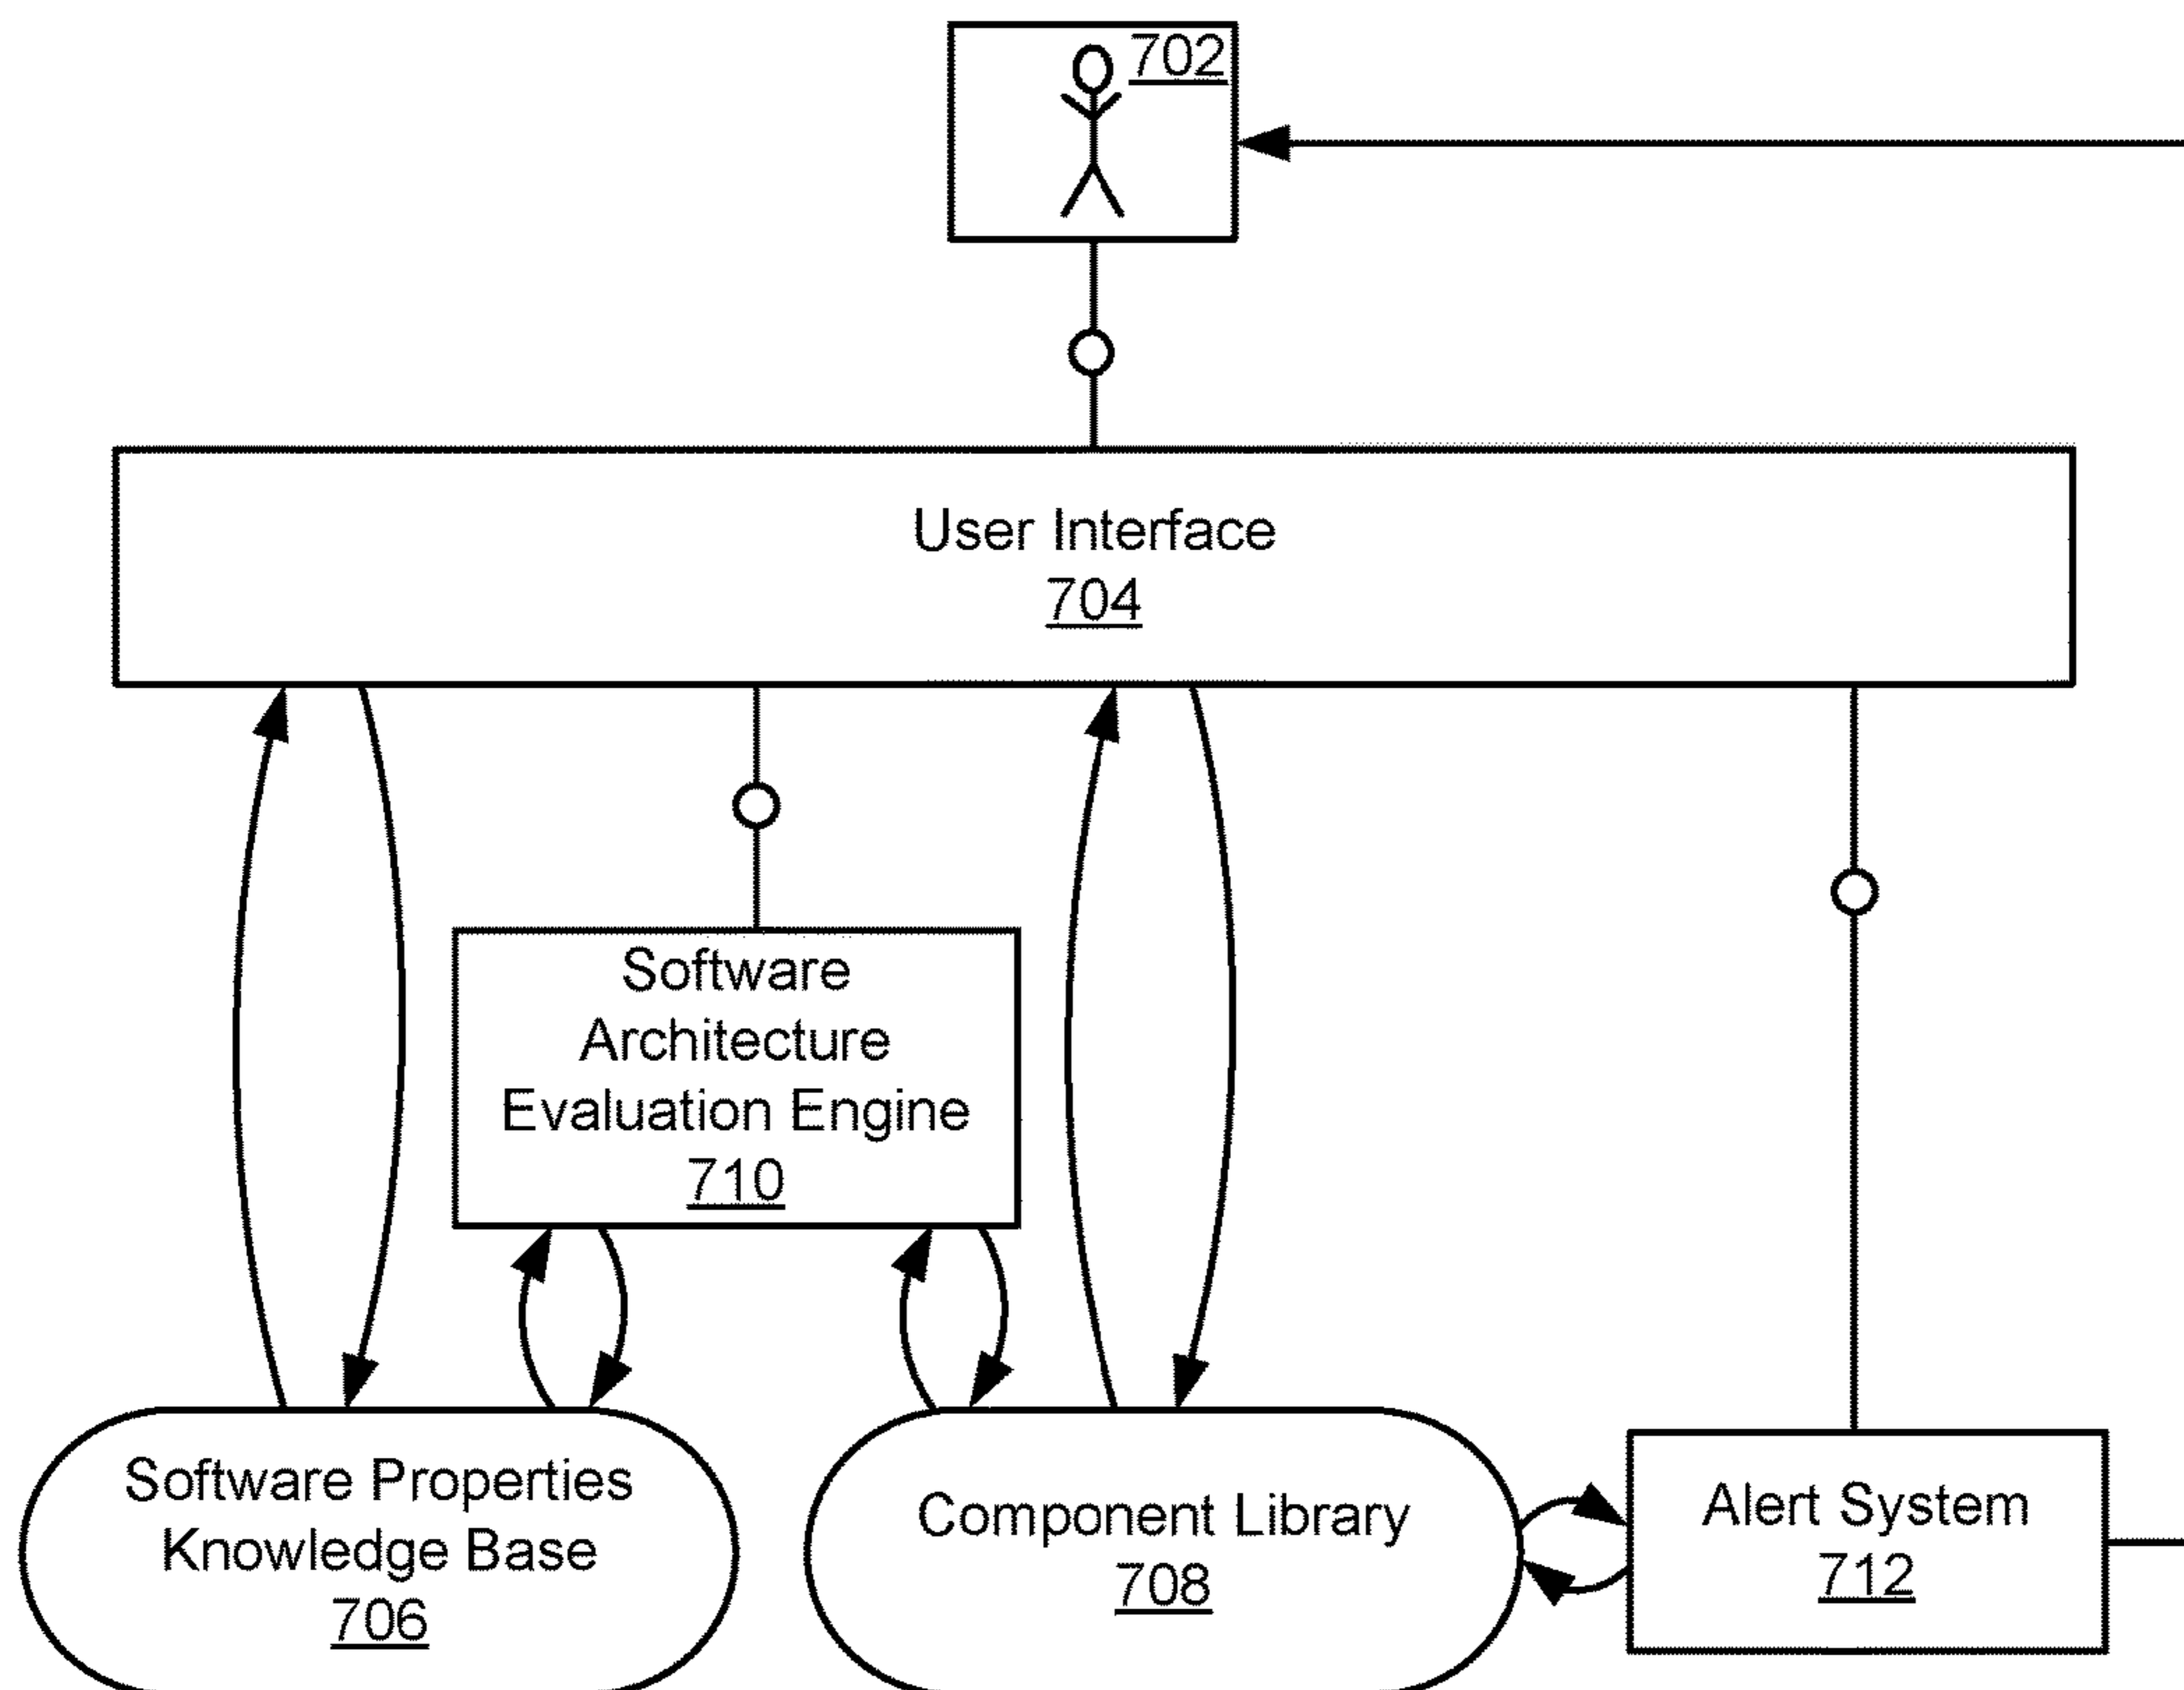 702
User Interface
704
Software
Architecture
Evaluation Engine
710
Software Properties
Knowledge Base
706
Component Library
708
Alert System
712